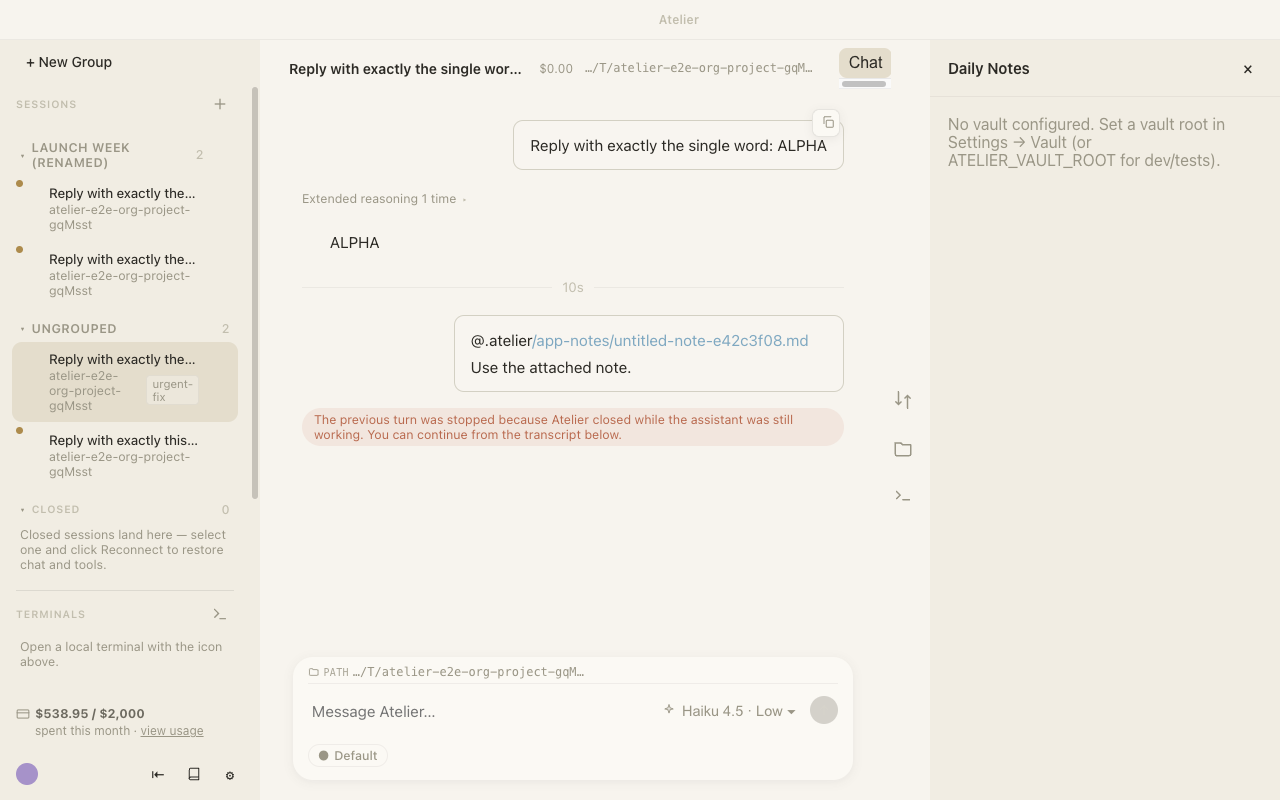 Atelier
+ New Group
SESSIONS
LAUNCH WEEK
(RENAMED)
2
Reply with exactly the...
atelier-e2e-org-project-
gqMsst
Reply with exactly the...
atelier-e2e-org-project-
gqMsst
UNGROUPED
2
Reply with exactly the...
atelier-e2e-
org-project-
gqMsst
urgent-
fix
Reply with exactly this...
atelier-e2e-org-project-
gqMsst
CLOSED
0
Closed sessions land here — select
one and click Reconnect to restore
chat and tools.
TERMINALS
Open a local terminal with the icon
above.
$538.95 / $2,000
spent this month · view usage
Reply with exactly the single wor...
$0.00
…/T/atelier-e2e-org-project-gqM…
Chat
Reply with exactly the single word: ALPHA
Extended reasoning 1 time
ALPHA
10s
@.atelier/app-notes/untitled-note-e42c3f08.md
Use the attached note.
The previous turn was stopped because Atelier closed while the assistant was still
working. You can continue from the transcript below.
PATH …/T/atelier-e2e-org-project-gqM…
Message Atelier...
Haiku 4.5 · Low
Default
Daily Notes
No vault configured. Set a vault root in
Settings → Vault (or
ATELIER_VAULT_ROOT for dev/tests).